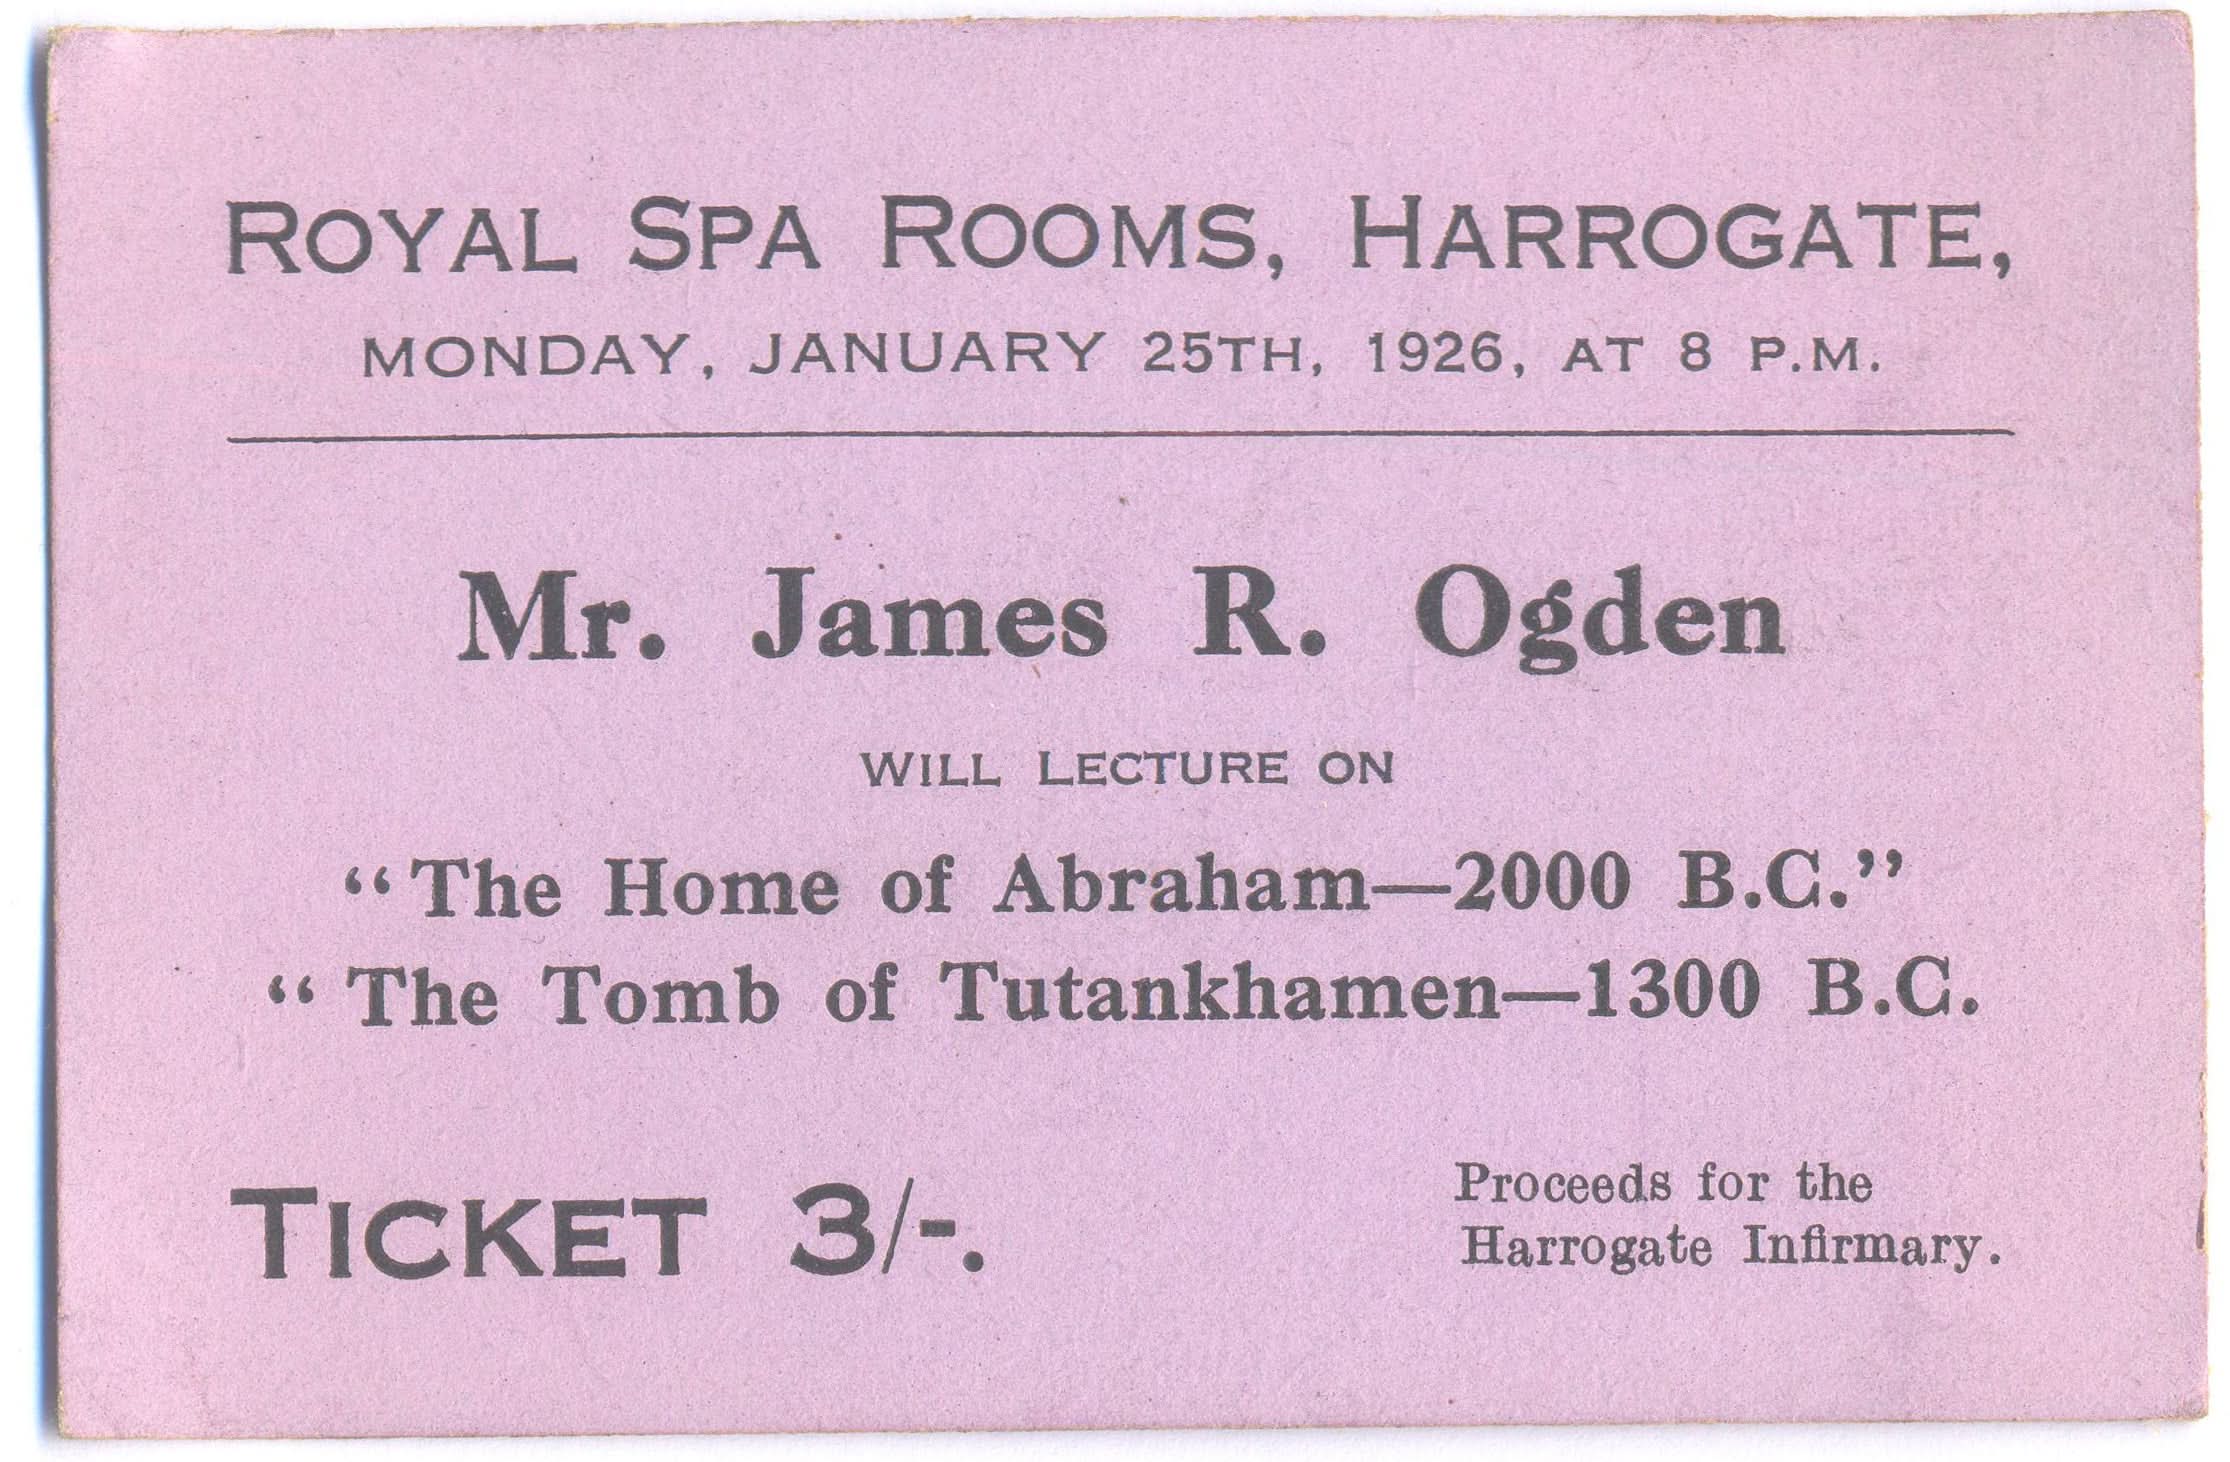 ROYAL SPA ROOMS, HARROGATE,
MONDAY, JANUARY 25TH, 1926, AT 8 P.M.
Mr. James R. Ogden
WILL LECTURE ON
“The Home of Abraham—2000 B.C.”
“The Tomb of Tutankhamen—1300 B.C.
TICKET 3/-.
Proceeds for the
Harrogate Infirmary.